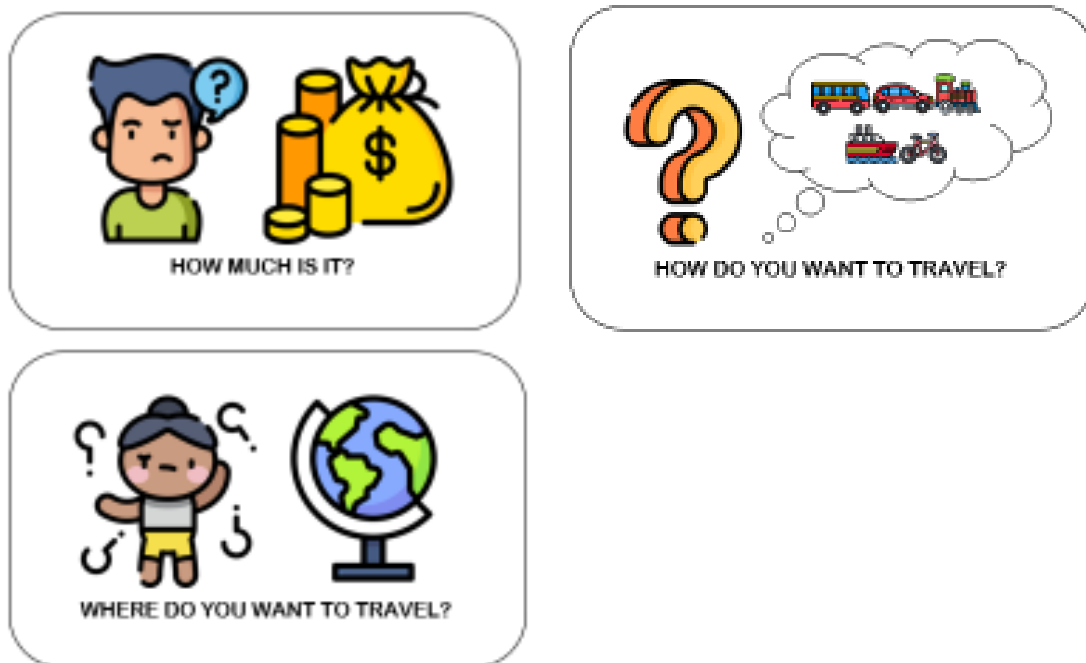 ?
$
HOW MUCH IS IT?
?
HOW DO YOU WANT TO TRAVEL?
? ? ? ?
WHERE DO YOU WANT TO TRAVEL?